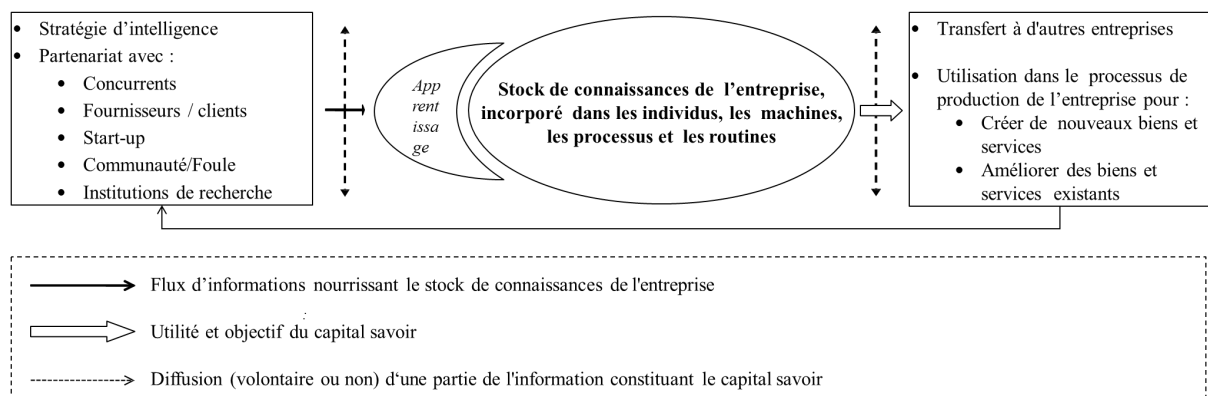 • Stratégie d’intelligence
• Partenariat avec :
• Concurrents
• Fournisseurs / clients
• Start-up
• Communauté/Foule
• Institutions de recherche
App
rent
issa
ge
Stock de connaissances de l’entreprise,
incorporé dans les individus, les machines,
les processus et les routines
• Transfert à d'autres entreprises
• Utilisation dans le processus de
production de l’entreprise pour :
• Créer de nouveaux biens et
services
• Améliorer des biens et
services existants
Flux d’informations nourrissant le stock de connaissances de l'entreprise
:
Utilité et objectif du capital savoir
Diffusion (volontaire ou non) d‘une partie de l'information constituant le capital savoir